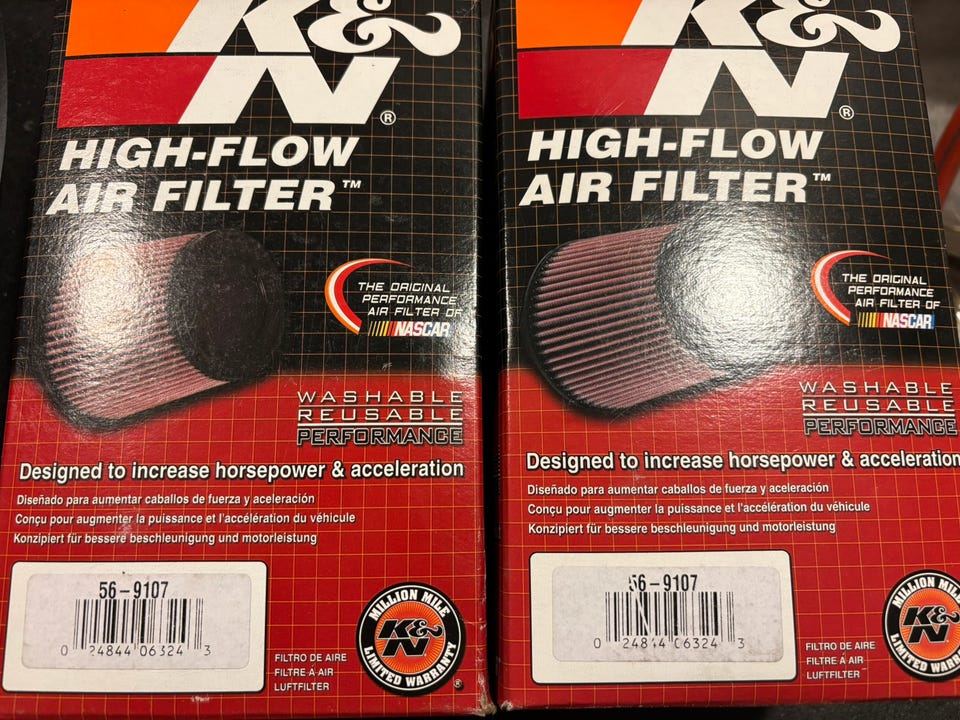 K&N®
HIGH-FLOW
AIR FILTER™
THE ORIGINAL
PERFORMANCE
AIR FILTER OF
NASCAR
WASHABLE
REUSABLE
PERFORMANCE
Designed to increase horsepower & acceleration
Diseñado para aumentar caballos de fuerza y aceleración
Conçu pour augmenter la puissance et l'accélération du véhicule
Konzipiert für bessere beschleunigung und motorleistung
56-9107
0 24844 06324 3
FILTRO DE AIRE
FILTRE A AIR
LUFTFILTER
MILLION MILE
K&N
LIMITED WARRANTY
®
K&N®
HIGH-FLOW
AIR FILTER™
THE ORIGINAL
PERFORMANCE
AIR FILTER OF
NASCAR
WASHABLE
REUSABLE
PERFORMANCE
Designed to increase horsepower & acceleration
Diseñado para aumentar caballos de fuerza y aceleración
Conçu pour augmenter la puissance et l'accélération du véhicule
Konzipiert für bessere beschleunigung und motorleistung
56-9107
0 24844 06324 3
FILTRO DE AIRE
FILTRE A AIR
LUFTFILTER
MILLION MILE
K&N
LIMITED WARRANTY